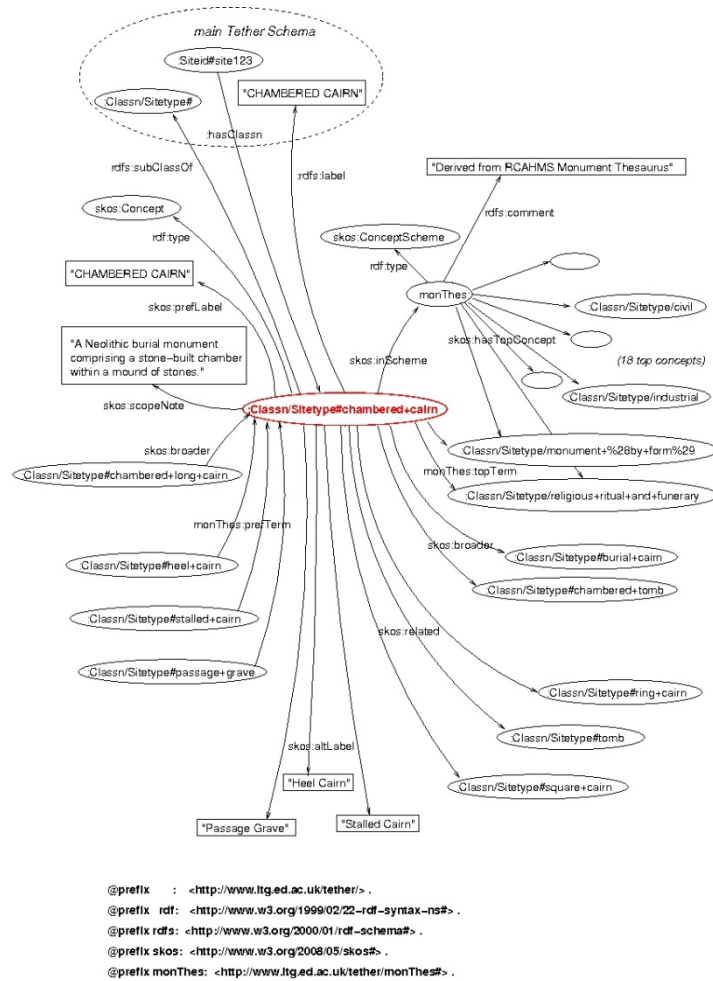 main Tether Schema
:Siteid#site123
:Classn/Sitetype#
"CHAMBERED CAIRN"
:hasClassn
rdfs:subClassOf
:rdfs:label
"Derived from RCAHMS Monument Thesaurus"
rdfs:comment
skos:Concept
rdf:type
skos:ConceptScheme
rdf:type
"CHAMBERED CAIRN"
skos:prefLabel
monThes:
:Classn/Sitetype/civil
skos:hasTopConcept
"A Neolithic burial monument
comprising a stone-built chamber
within a mound of stones."
skos:inScheme
(18 top concepts)
:Classn/Sitetype/industrial
skos:scopeNote
:Classn/Sitetype#chambered+cairn
skos:broader
:Classn/Sitetype/monument+%28by+form%29
:Classn/Sitetype#chambered+long+cairn
monThes:topTerm
:Classn/Sitetype/religious+ritual+and+funerary
monThes:prefTerm
skos:broader
:Classn/Sitetype#burial+cairn
:Classn/Sitetype#heel+cairn
:Classn/Sitetype#chambered+tomb
:Classn/Sitetype#stalled+cairn
skos:related
:Classn/Sitetype#passage+grave
:Classn/Sitetype#ring+cairn
:Classn/Sitetype#tomb
skos:altLabel
"Heel Cairn"
:Classn/Sitetype#square+cairn
"Passage Grave"
"Stalled Cairn"
@prefix : <http://www.ltg.ed.ac.uk/tether/> .
@prefix rdf: <http://www.w3.org/1999/02/22-rdf-syntax-ns#> .
@prefix rdfs: <http://www.w3.org/2000/01/rdf-schema#> .
@prefix skos: <http://www.w3.org/2008/05/skos#> .
@prefix monThes: <http://www.ltg.ed.ac.uk/tether/monThes#> .